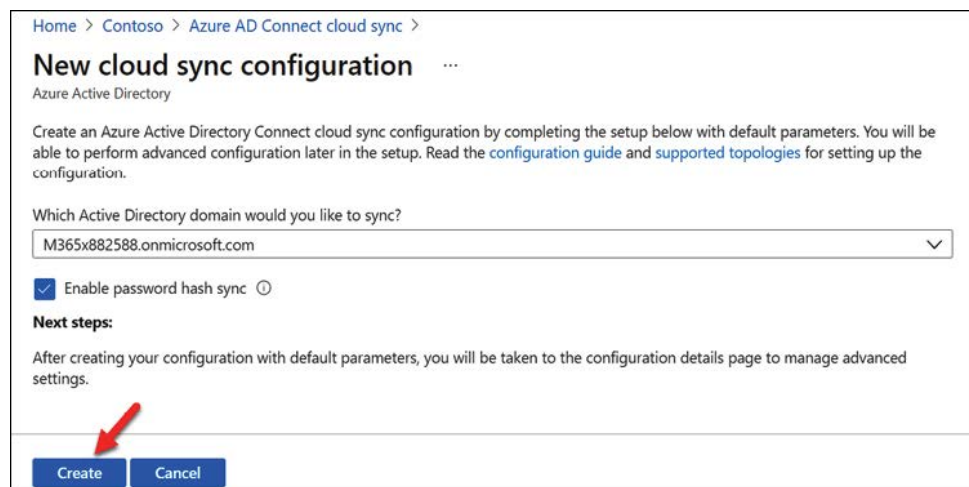 Home > Contoso > Azure AD Connect cloud sync >
New cloud sync configuration ...
Azure Active Directory
Create an Azure Active Directory Connect cloud sync configuration by completing the setup below with default parameters. You will be
able to perform advanced configuration later in the setup. Read the configuration guide and supported topologies for setting up the
configuration.
Which Active Directory domain would you like to sync?
M365x882588.onmicrosoft.com
Enable password hash sync
Next steps:
After creating your configuration with default parameters, you will be taken to the configuration details page to manage advanced
settings.
Create Cancel